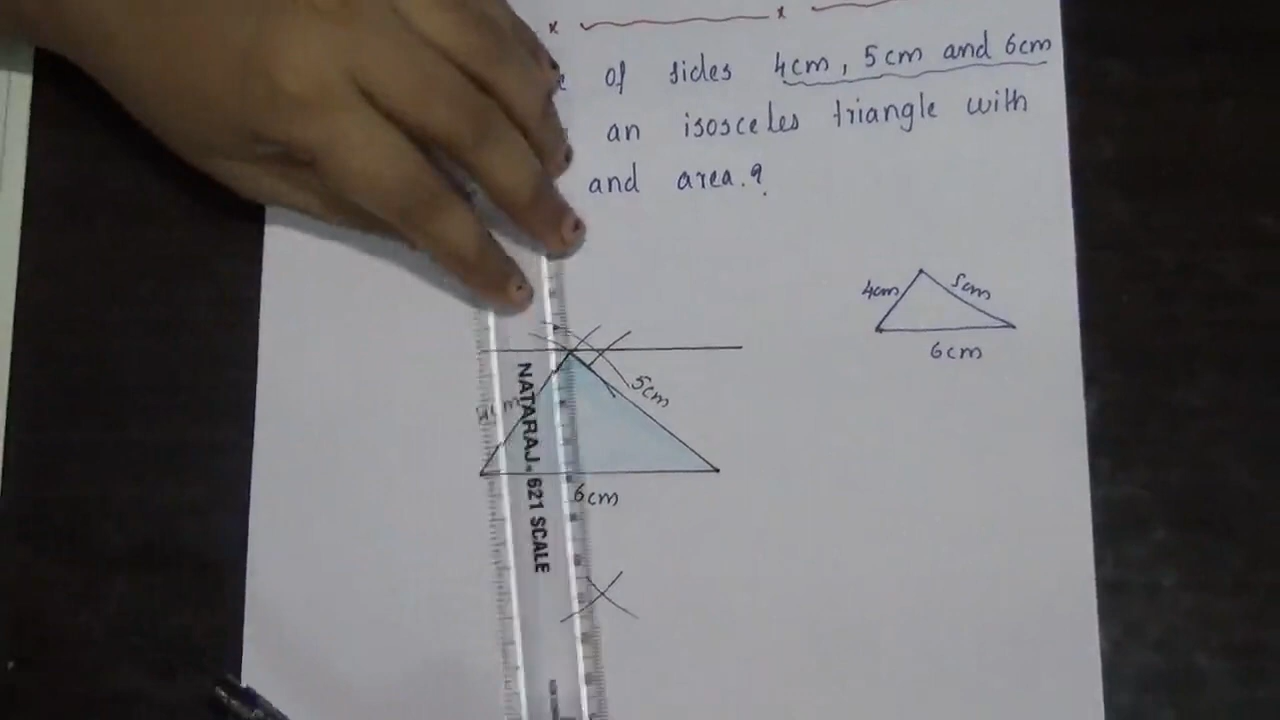 of sides 4cm, 5cm and 6cm
an isosceles triangle with
and area.?
4cm
5cm
6cm
5cm
6cm
NATARAJ 621 SCALE